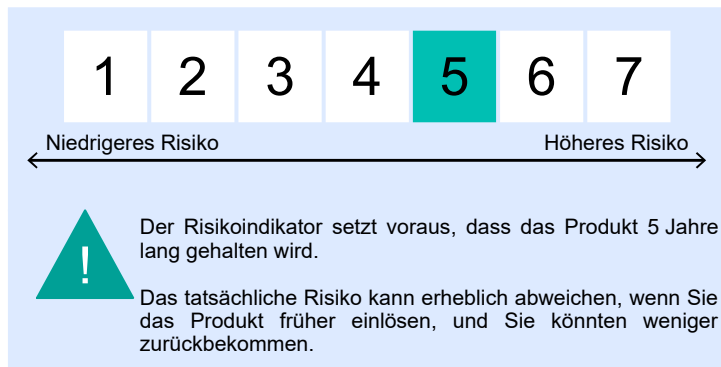 1 2 3 4 5 6 7
Niedrigeres Risiko Höheres Risiko
!
Der Risikoindikator setzt voraus, dass das Produkt 5 Jahre
lang gehalten wird.
Das tatsächliche Risiko kann erheblich abweichen, wenn Sie
das Produkt früher einlösen, und Sie könnten weniger
zurückbekommen.